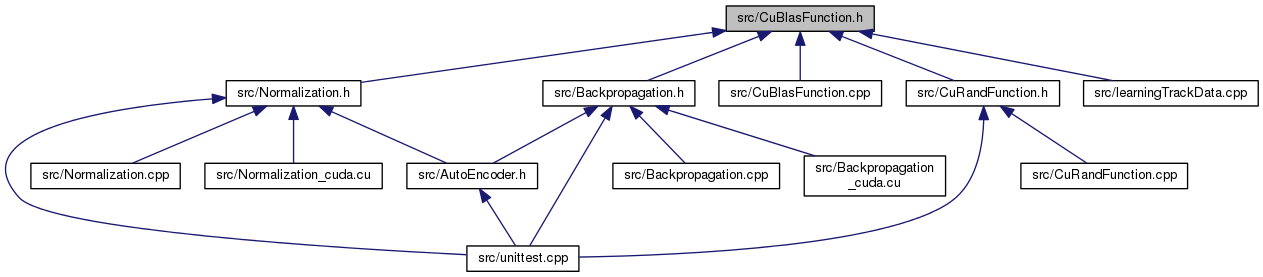 src/CuBlasFunction.h
src/Normalization.h
src/Backpropagation.h
src/CuBlasFunction.cpp
src/CuRandFunction.h
src/learningTrackData.cpp
src/Normalization.cpp
src/Normalization_cuda.cu
src/AutoEncoder.h
src/Backpropagation.cpp
src/Backpropagation
_cuda.cu
src/CuRandFunction.cpp
src/unittest.cpp